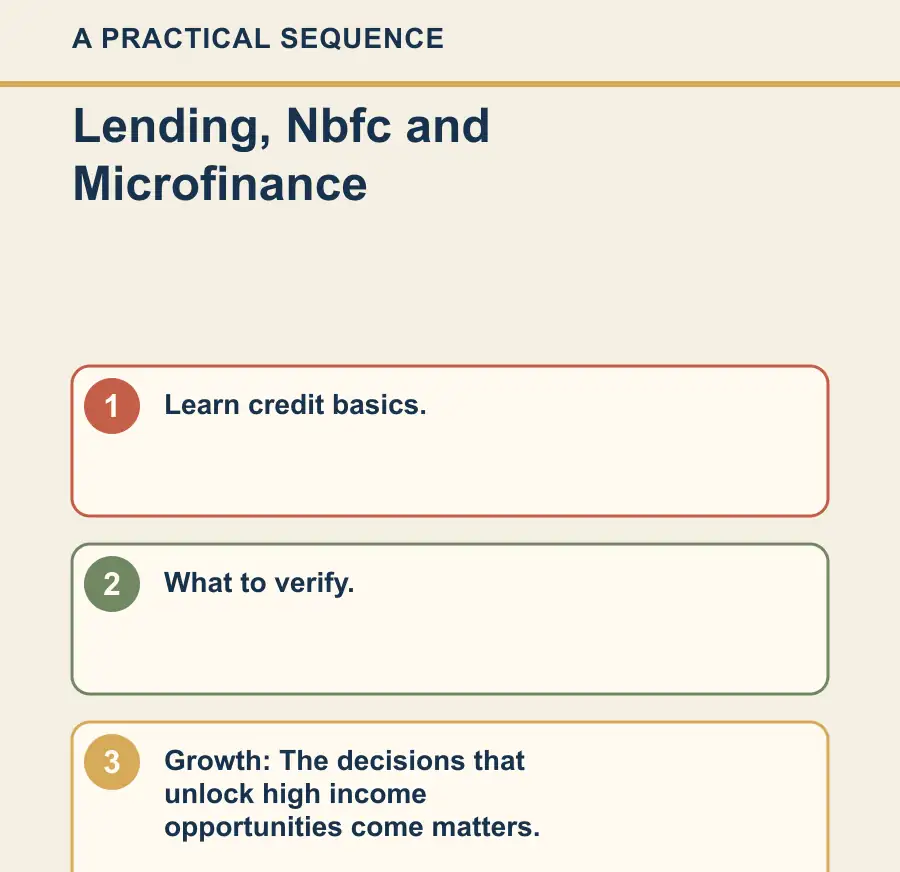 A PRACTICAL SEQUENCE
Lending, Nbfc and
Microfinance
1
Learn credit basics.
2
What to verify.
3
Growth: The decisions that
unlock high income
opportunities come matters.